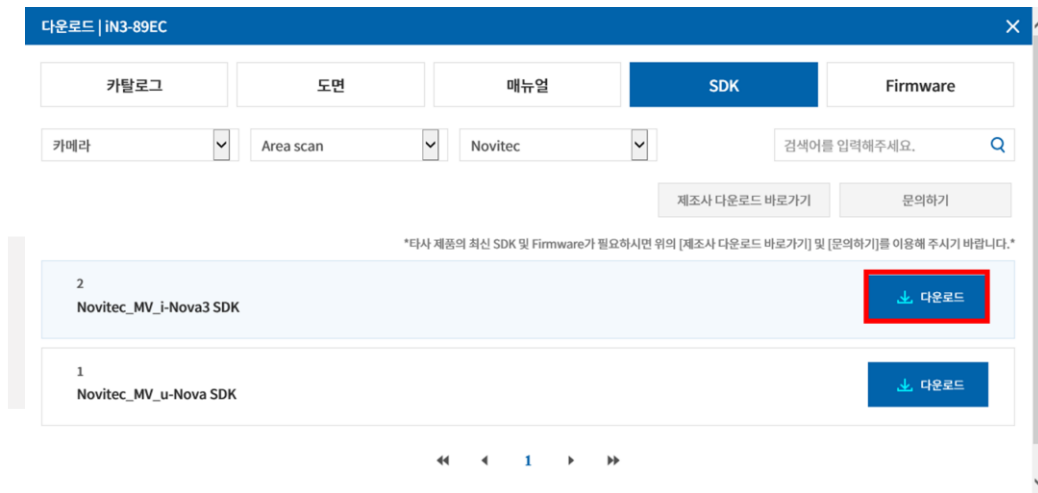 다운로드 | iN3-89EC
카탈로그 도면 매뉴얼 SDK Firmware
카메라 Area scan Novitec 검색어를 입력해주세요.
제조사 다운로드 바로가기 문의하기
*타사 제품의 최신 SDK 및 Firmware가 필요하시면 위의 [제조사 다운로드 바로가기] 및 [문의하기]를 이용해 주시기 바랍니다.*
2
Novitec_MV_i-Nova3 SDK
다운로드
1
Novitec_MV_u-Nova SDK
다운로드
1